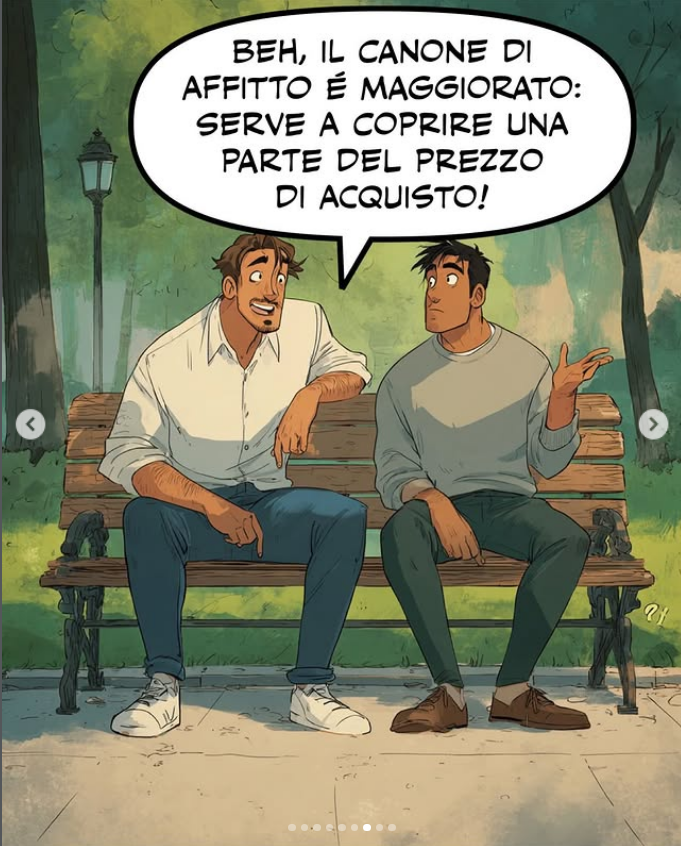 BEH, IL CANONE DI
AFFITTO É MAGGIORATO:
SERVE A COPRIRE UNA
PARTE DEL PREZZO
DI ACQUISTO!